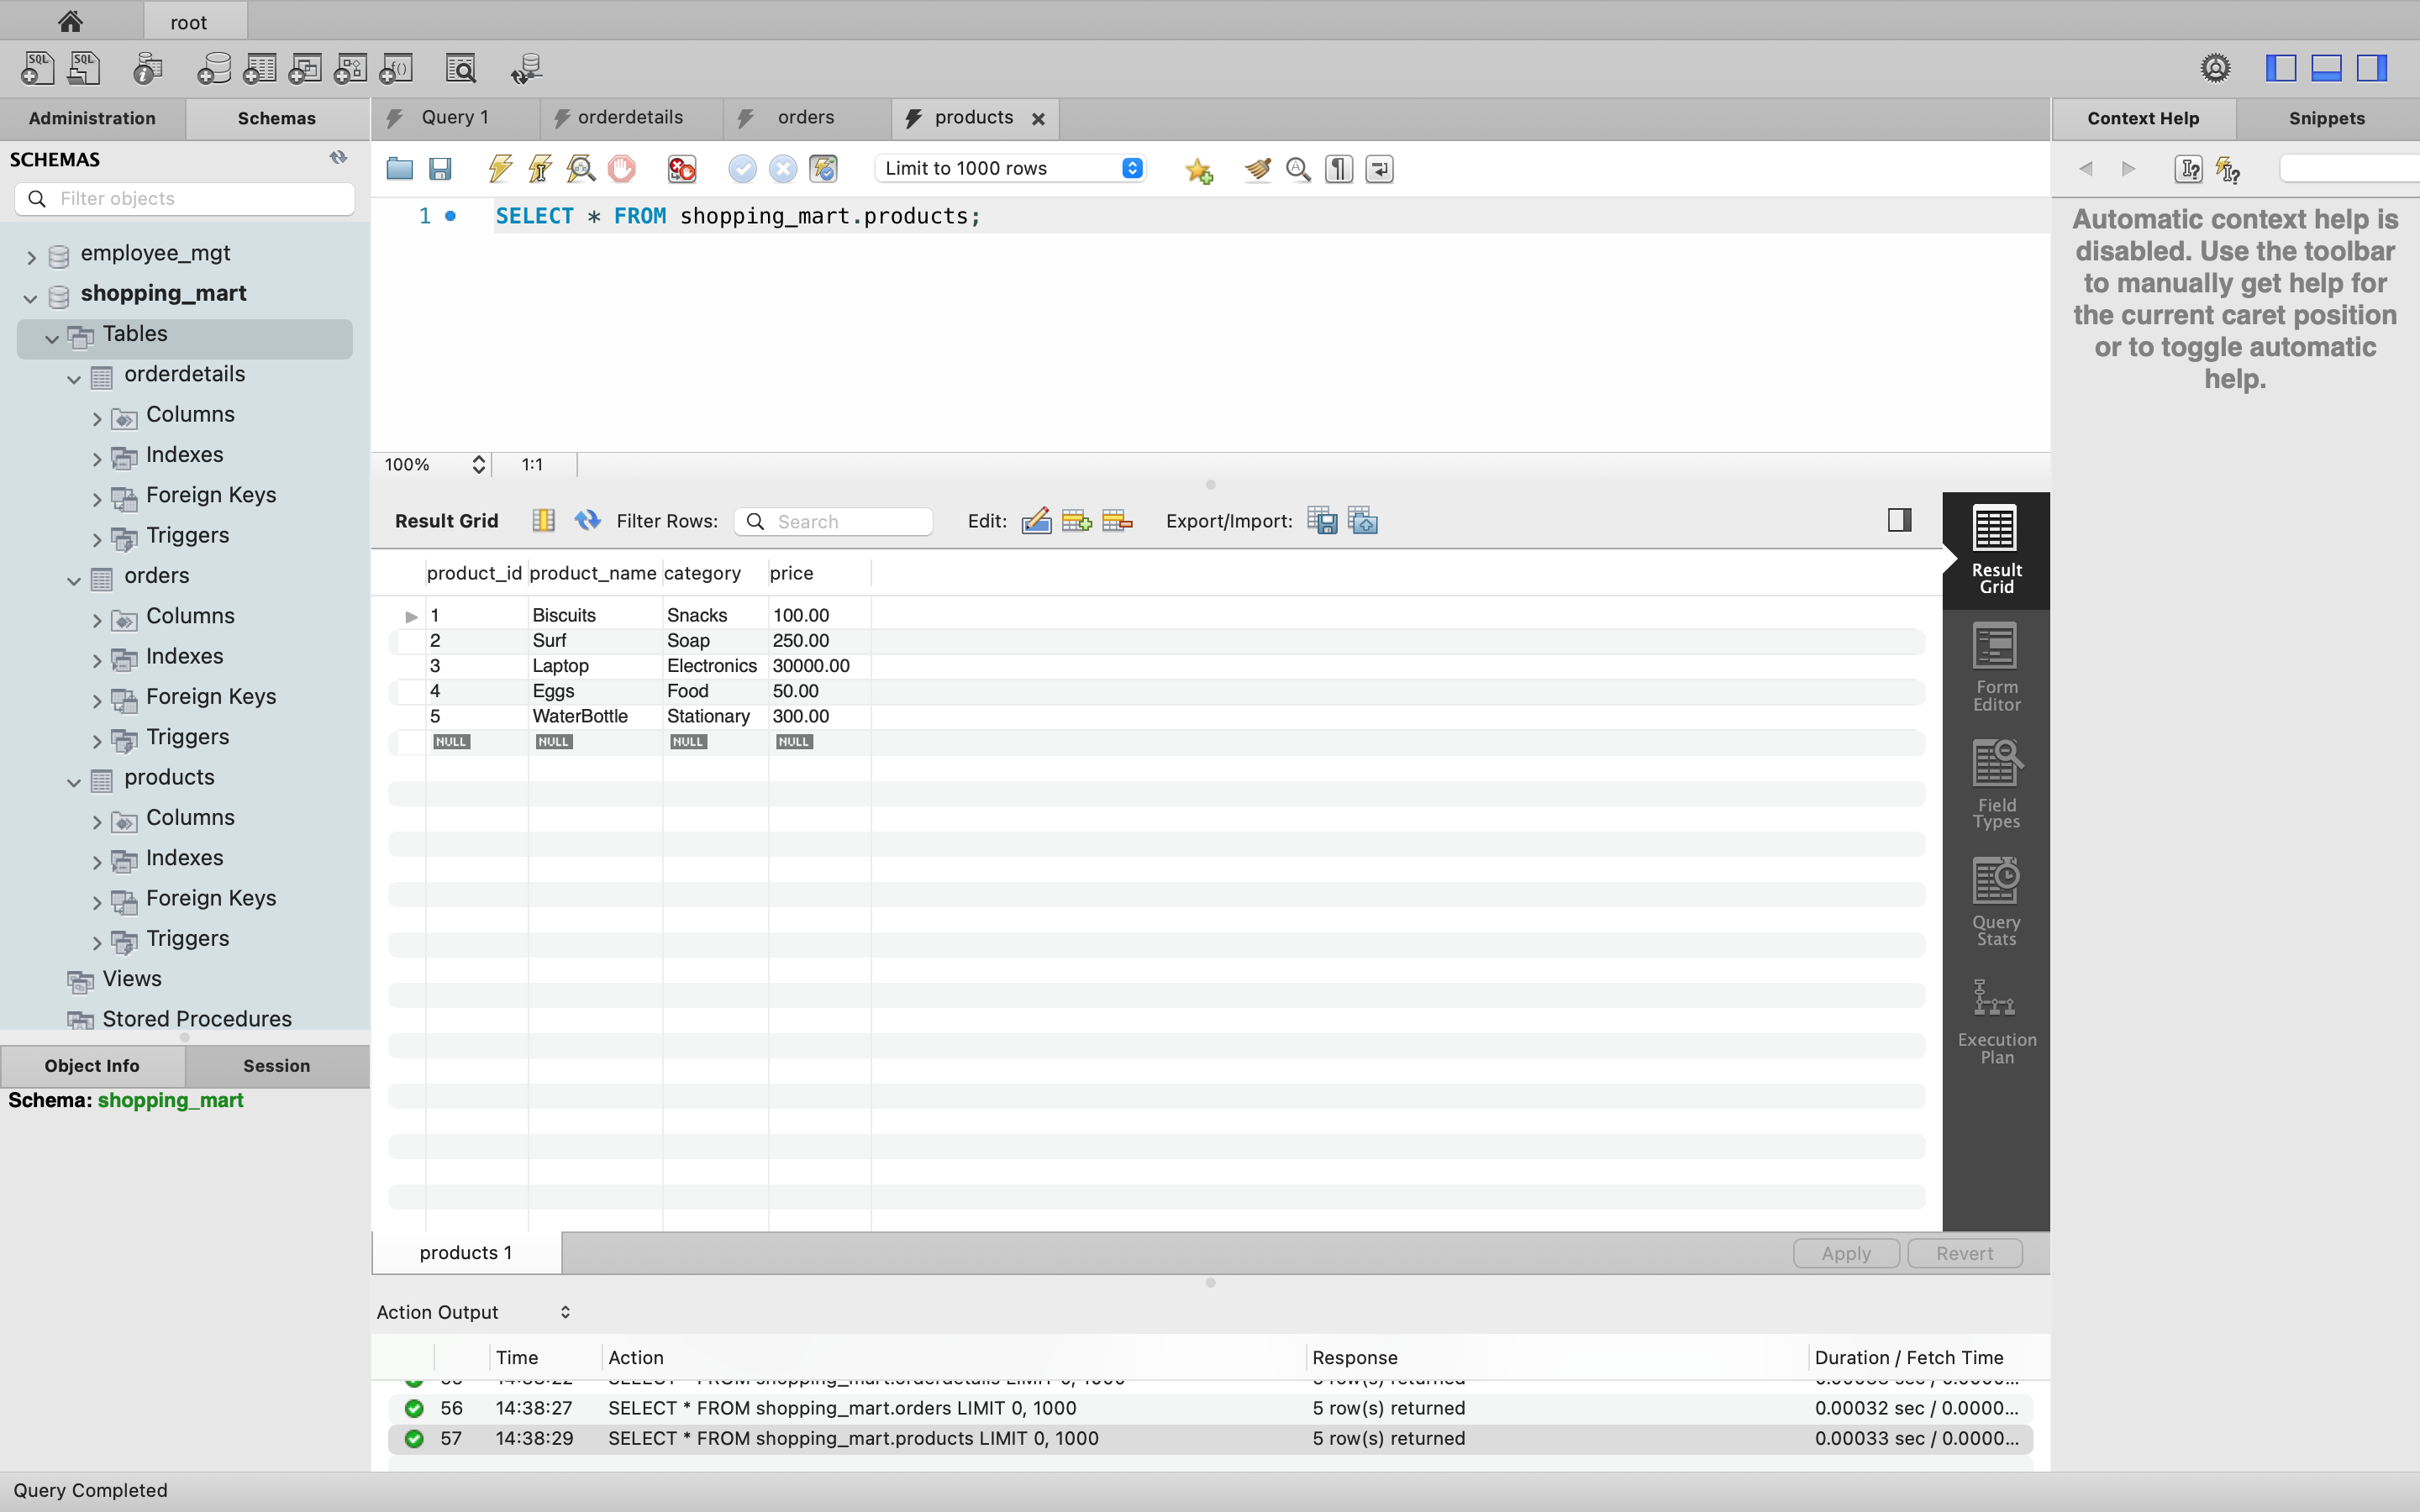 root
SQL SQL
Administration Schemas
Query 1 orderdetails orders products
Context Help Snippets
SCHEMAS
Filter objects
Limit to 1000 rows
1 SELECT * FROM shopping_mart.products;
Automatic context help is
disabled. Use the toolbar
to manually get help for
the current caret position
or to toggle automatic
help.
employee_mgt
shopping_mart
Tables
orderdetails
Columns
Indexes
Foreign Keys
Triggers
orders
Columns
Indexes
Foreign Keys
Triggers
products
Columns
Indexes
Foreign Keys
Triggers
Views
Stored Procedures
Object Info Session
Schema: shopping_mart
100% 1:1
Result Grid Filter Rows: Search Edit: Export/Import:
product_id product_name category price
1 Biscuits Snacks 100.00
2 Surf Soap 250.00
3 Laptop Electronics 30000.00
4 Eggs Food 50.00
5 WaterBottle Stationary 300.00
NULL NULL NULL NULL
Result
Grid
Form
Editor
Field
Types
Query
Stats
Execution
Plan
products 1
Apply Revert
Action Output
Time Action Response Duration / Fetch Time
56 14:38:27 SELECT * FROM shopping_mart.orders LIMIT 0, 1000 5 row(s) returned 0.00032 sec / 0.0000...
57 14:38:29 SELECT * FROM shopping_mart.products LIMIT 0, 1000 5 row(s) returned 0.00033 sec / 0.0000...
Query Completed